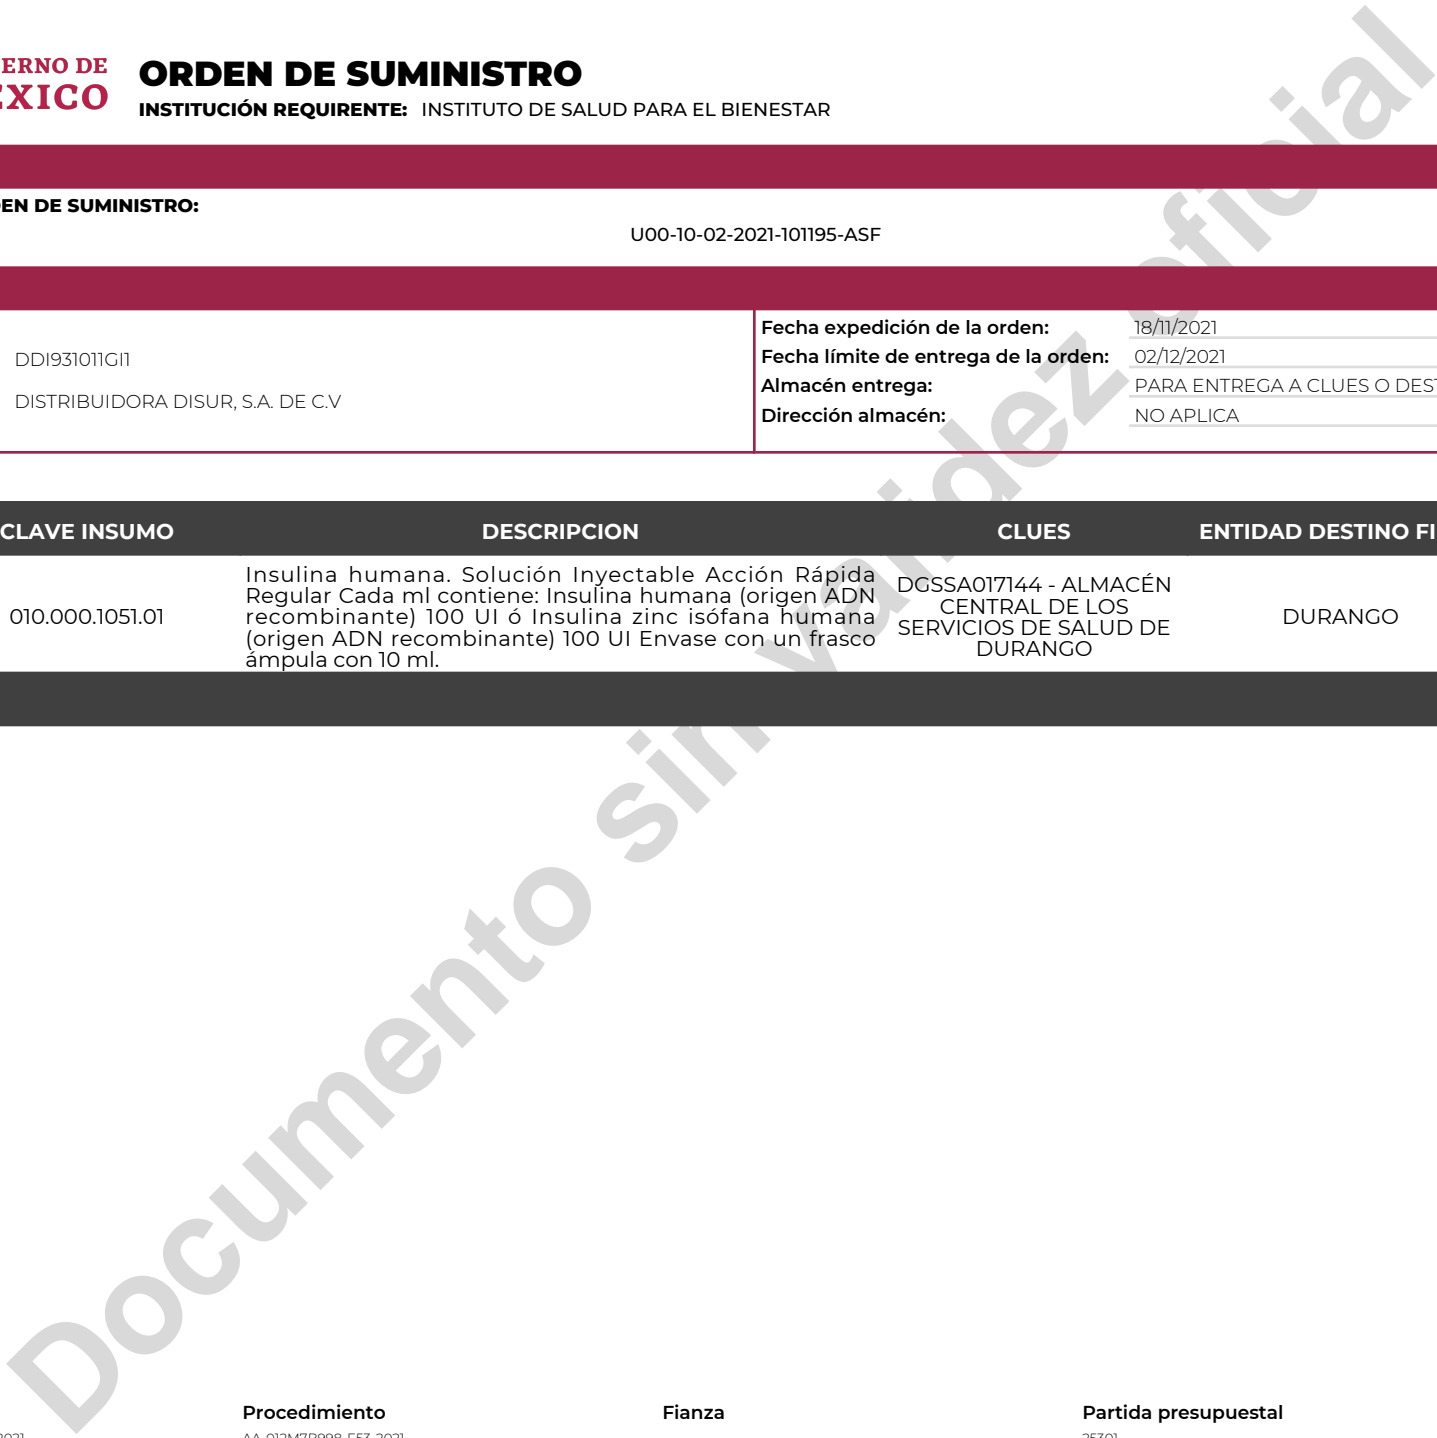 ERNO DE
ÉXICO
ORDEN DE SUMINISTRO
INSTITUCIÓN REQUIRENTE: INSTITUTO DE SALUD PARA EL BIENESTAR
EN DE SUMINISTRO:
U00-10-02-2021-101195-ASF
DDI931011GI1
DISTRIBUIDORA DISUR, S.A. DE C.V
Fecha expedición de la orden: 18/11/2021
Fecha límite de entrega de la orden: 02/12/2021
Almacén entrega: PARA ENTREGA A CLUES O DEST
Dirección almacén: NO APLICA
CLAVE INSUMO DESCRIPCION CLUES ENTIDAD DESTINO FI
010.000.1051.01
Insulina humana. Solución Inyectable Acción Rápida
Regular Cada ml contiene: Insulina humana (origen ADN
recombinante) 100 UI ó Insulina zinc isófana humana
(origen ADN recombinante) 100 UI Envase con un frasco
ámpula con 10 ml.
DGSSA017144 - ALMACÉN
CENTRAL DE LOS
SERVICIOS DE SALUD DE
DURANGO
DURANGO
Documento sin validez oficial
Procedimiento Fianza Partida presupuestal